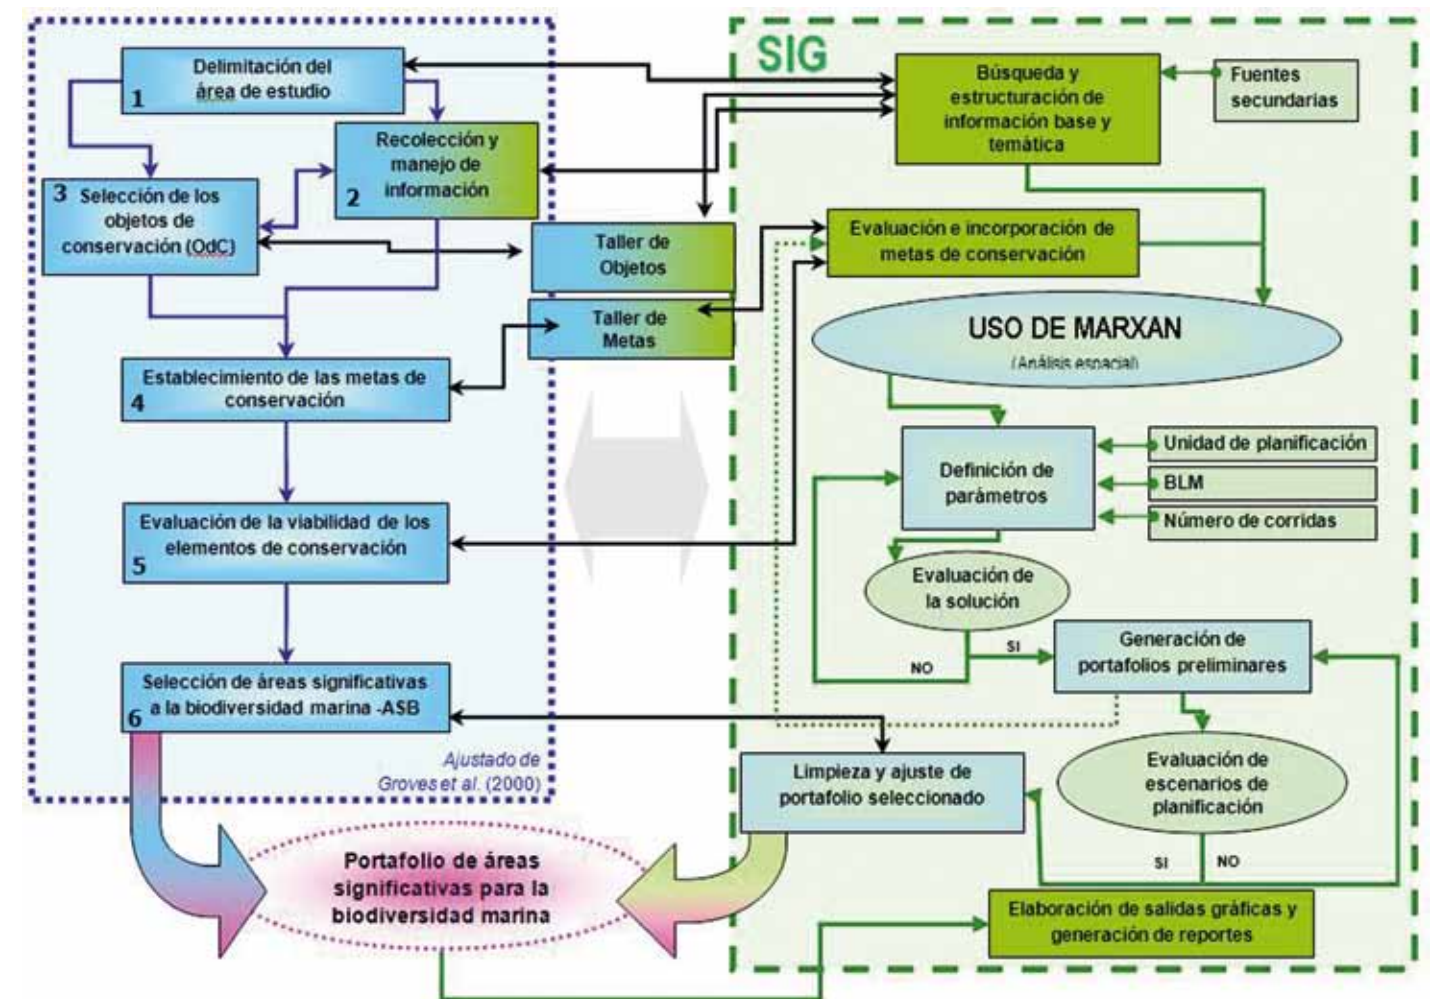 Delimitación del
área de estudio
1
Recolección y
manejo de
información
2
3 Selección de los
objetos de
conservación (OdC)
Taller de
Objetos
Taller de
Metas
Establecimiento de las metas de
conservación
4
Evaluación de la viabilidad de los
elementos de conservación
5
Selección de áreas significativas
a la biodiversidad marina -ASB
6
Ajustado de
Groves et al. (2000)
Portafolio de áreas
significativas para la
biodiversidad marina
SIG
Búsqueda y
estructuración de
información base y
temática
Fuentes
secundarias
Evaluación e incorporación de
metas de conservación
USO DE MARXAN
(Análisis espacial)
Definición de
parámetros
Unidad de planificación
BLM
Número de corridas
Evaluación de
la solución
SI
NO
Generación de
portafolios preliminares
Evaluación de
escenarios de
planificación
SI
NO
Limpieza y ajuste de
portafolio seleccionado
Elaboración de salidas gráficas y
generación de reportes